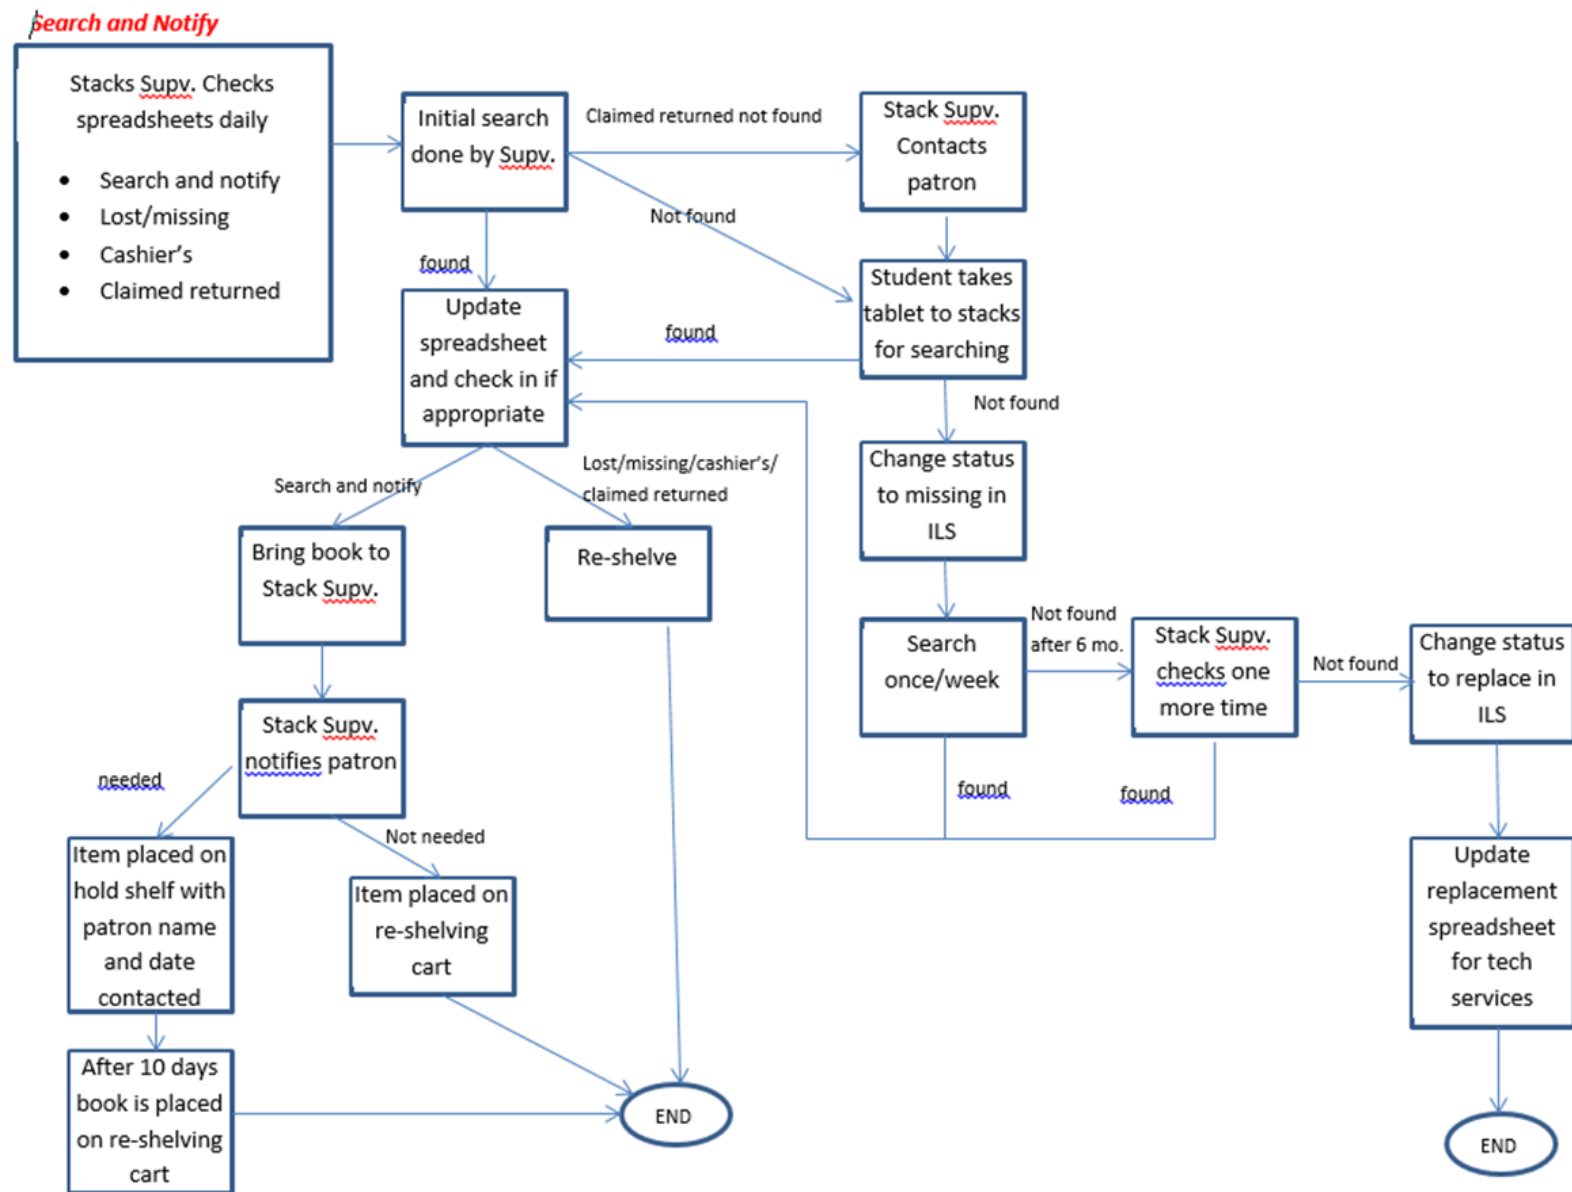 Search and Notify
Stacks Supv. Checks
spreadsheets daily
• Search and notify
• Lost/missing
• Cashier's
• Claimed returned
Initial search
done by Supv.
Claimed returned not found
Stack Supv.
Contacts
patron
Not found
found
Student takes
tablet to stacks
for searching
Update
spreadsheet
and check in if
appropriate
found
Not found
Change status
to missing in
ILS
Search and notify
Lost/missing/cashier's/
claimed returned
Bring book to
Stack Supv.
Re-shelve
Search
once/week
Not found
after 6 mo.
Stack Supv.
checks one
more time
Not found
Change status
to replace in
ILS
Stack Supv.
notifies patron
needed
Not needed
found
found
Item placed on
hold shelf with
patron name
and date
contacted
Item placed on
re-shelving
cart
Update
replacement
spreadsheet
for tech
services
After 10 days
book is placed
on re-shelving
cart
END
END